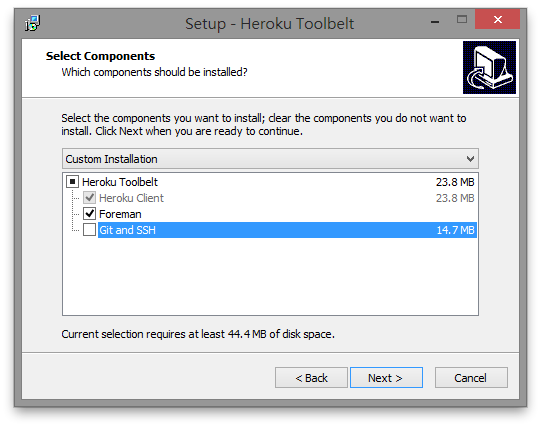 Setup - Heroku Toolbelt
Select Components
Which components should be installed?
Select the components you want to install; clear the components you do not want to
install. Click Next when you are ready to continue.
Custom Installation
Heroku Toolbelt 23.8 MB
Heroku Client 23.8 MB
Foreman
Git and SSH 14.7 MB
Current selection requires at least 44.4 MB of disk space.
< Back Next > Cancel